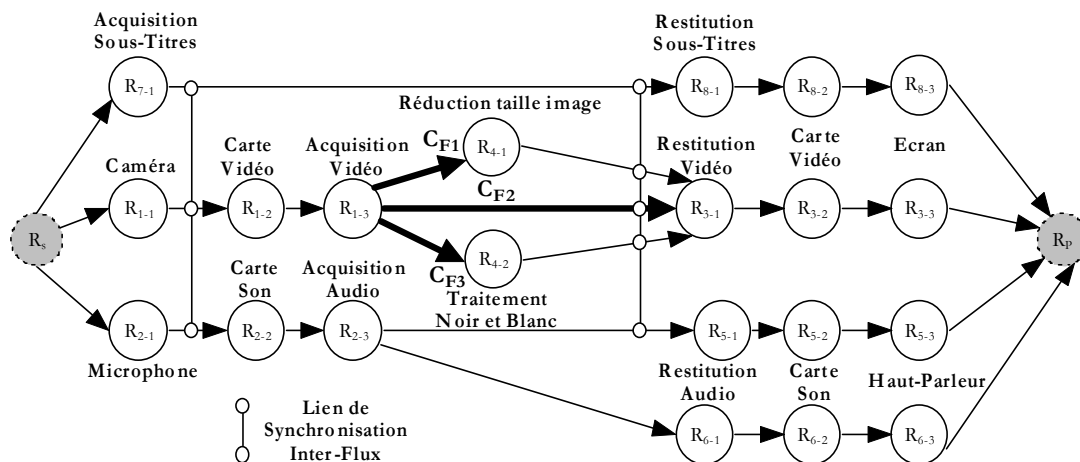 Acquisition
Sous-Titres
Restitution
Sous-Titres
R7-1
R8-1
R8-2
R8-3
Réduction taille image
CF1
R4-1
Caméra
Carte
Vidéo
Acquisition
Vidéo
Restitution
Vidéo
Carte
Vidéo
Ecran
CF2
R1-1
R1-2
R1-3
R3-1
R3-2
R3-3
Rs
RP
CF3
R4-2
Carte
Son
Acquisition
Audio
Traitement
Noir et Blanc
R2-1
R2-2
R2-3
R5-1
R5-2
R5-3
Microphone
Restitution
Audio
Carte
Son
Haut-Parleur
Lien de
Synchronisation
Inter-Flux
R6-1
R6-2
R6-3